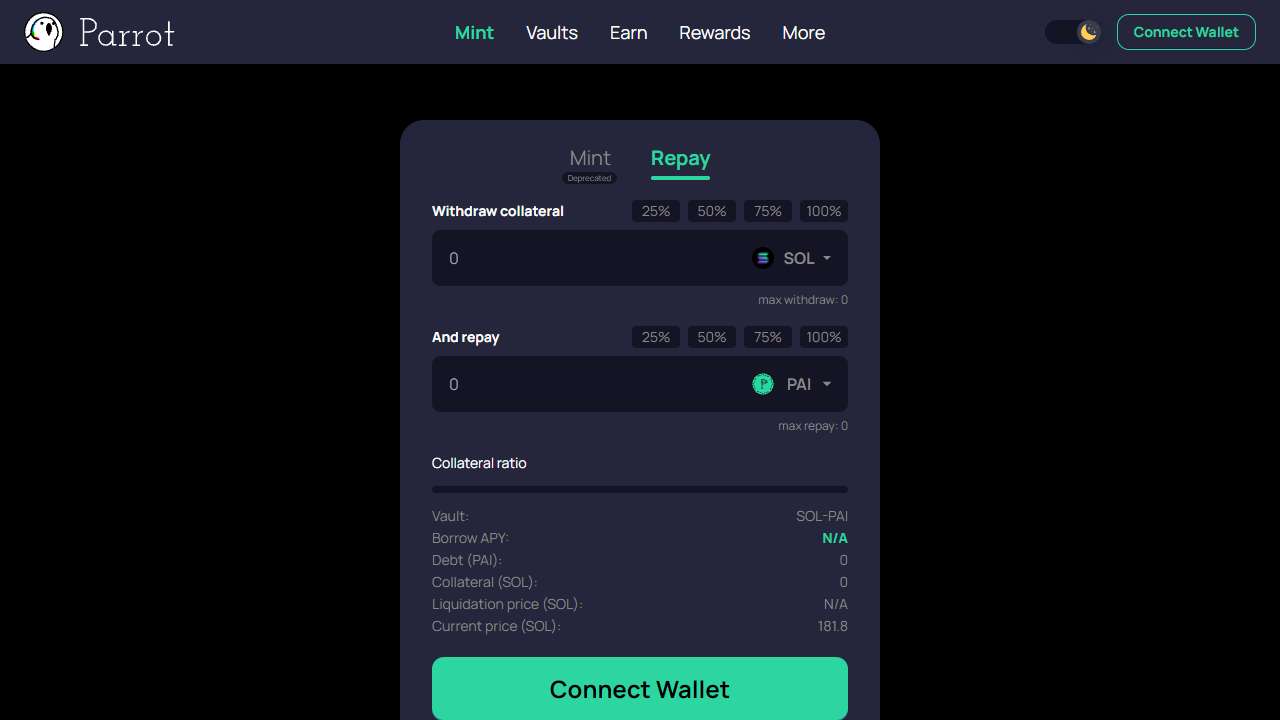 Parrot Mint Vaults Earn Rewards More Connect Wallet
Mint Repay
Deprecated
Withdraw collateral 25% 50% 75% 100%
0 SOL
max withdraw: 0
And repay 25% 50% 75% 100%
0 PAI
max repay: 0
Collateral ratio
Vault: SOL-PAI
Borrow APY: N/A
Debt (PAI): 0
Collateral (SOL): 0
Liquidation price (SOL): N/A
Current price (SOL): 181.8
Connect Wallet